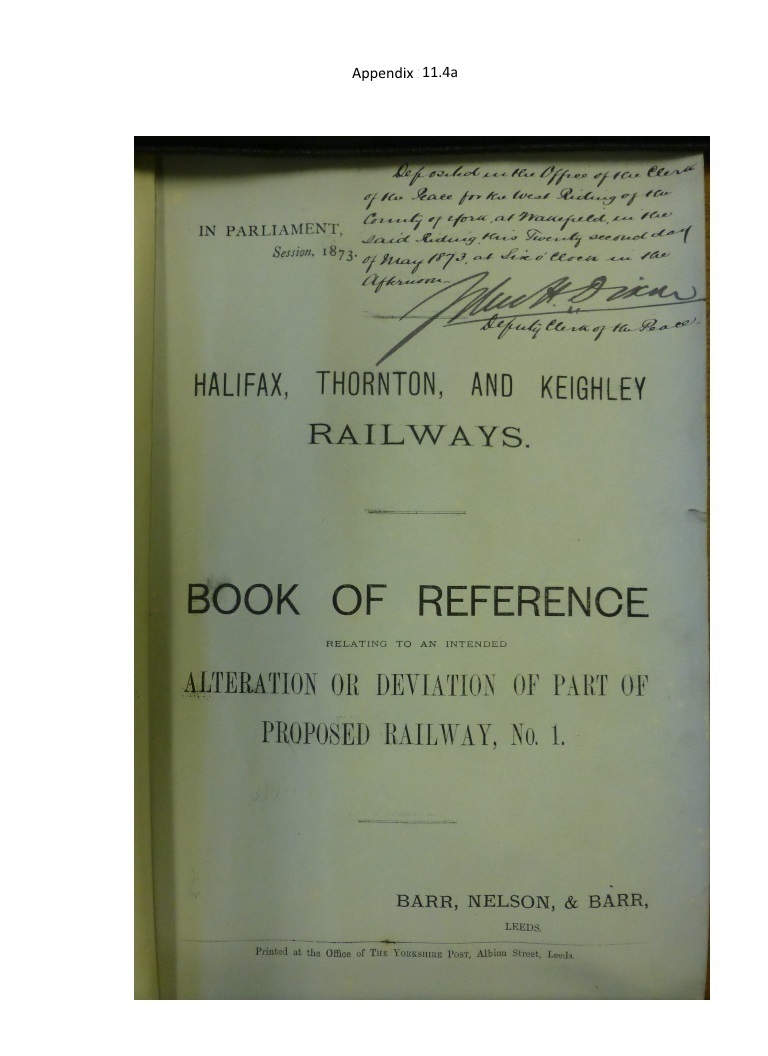 Appendix 11.4a
Deposited in the Office of the Clerk
of the Peace for the West Riding of the
County of York, at Wakefield, in the
said Riding, this Twenty second day
of May 1873, at Six o'Clock in the
Afternoon.
John H. Dixon
Deputy Clerk of the Peace
IN PARLIAMENT,
Session, 1873.
HALIFAX, THORNTON, AND KEIGHLEY
RAILWAYS.
BOOK OF REFERENCE
RELATING TO AN INTENDED
ALTERATION OR DEVIATION OF PART OF
PROPOSED RAILWAY, No. 1.
BARR, NELSON, & BARR,
LEEDS.
Printed at the Office of THE YORKSHIRE POST, Albion Street, Leeds.